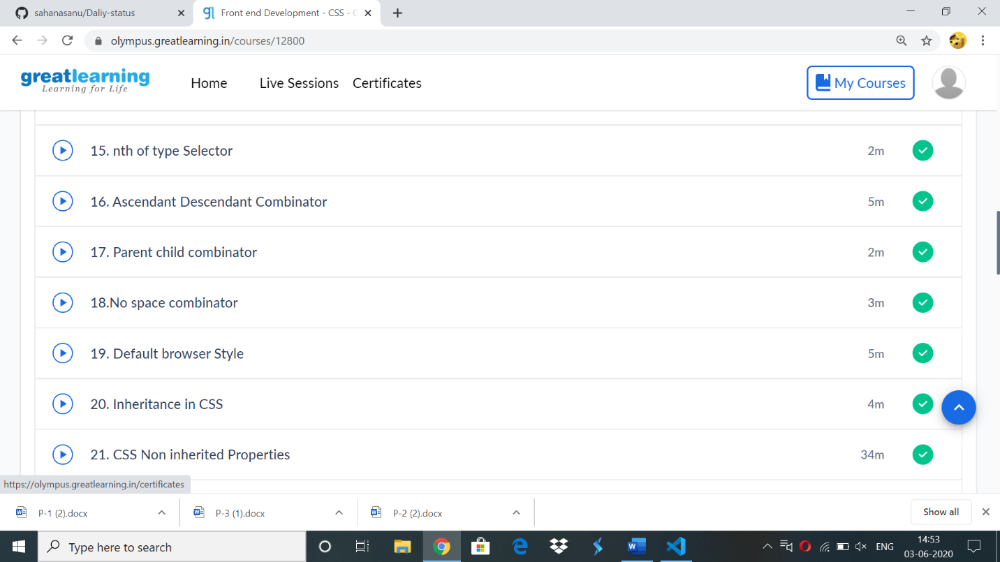 sahanasanu/Daliy-status
Front end Development - CSS - G
olympus.greatlearning.in/courses/12800
greatlearning
Learning for Life
Home
Live Sessions
Certificates
My Courses
15. nth of type Selector 2m
16. Ascendant Descendant Combinator 5m
17. Parent child combinator 2m
18.No space combinator 3m
19. Default browser Style 5m
20. Inheritance in CSS 4m
21. CSS Non inherited Properties 34m
https://olympus.greatlearning.in/certificates
P-1 (2).docx
P-3 (1).docx
P-2 (2).docx
Show all
Type here to search
ENG
14:53
03-06-2020